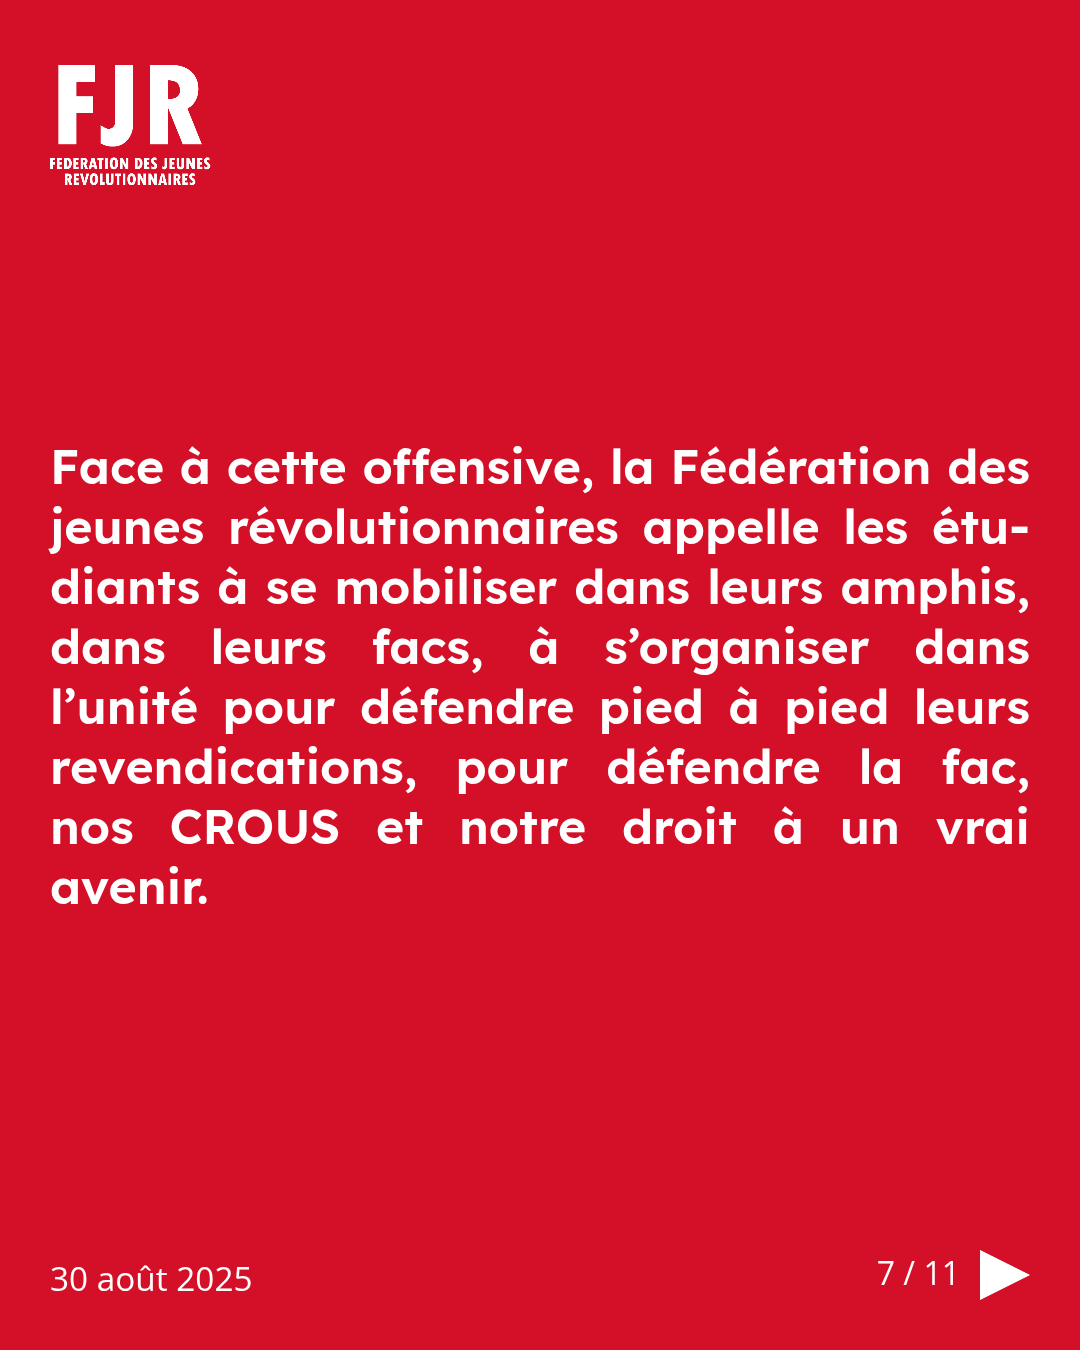 FJR
FEDERATION DES JEUNES
REVOLUTIONNAIRES
Face à cette offensive, la Fédération des
jeunes révolutionnaires appelle les étu-
diants à se mobiliser dans leurs amphis,
dans leurs facs, à s’organiser dans
l’unité pour défendre pied à pied leurs
revendications, pour défendre la fac,
nos CROUS et notre droit à un vrai
avenir.
30 août 2025
7 / 11